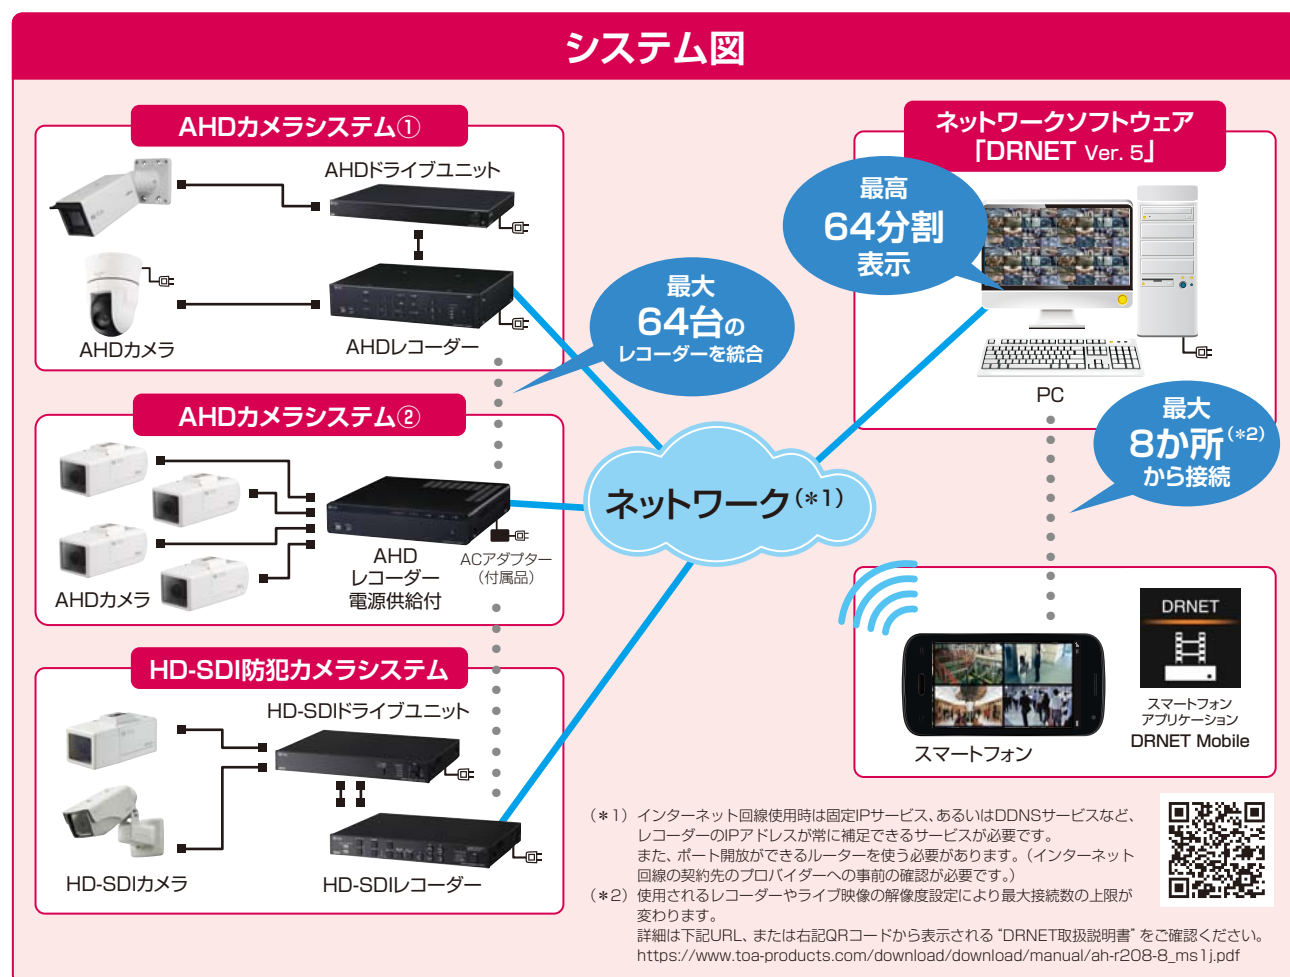 システム図
AHDカメラシステム①
AHDドライブユニット
AHDカメラ
AHDレコーダー
最大
64台の
レコーダーを統合
AHDカメラシステム②
AHDカメラ
AHD
レコーダー
電源供給付
ACアダプター
（付属品）
HD-SDI防犯カメラシステム
HD-SDIドライブユニット
HD-SDIカメラ
HD-SDIレコーダー
ネットワーク(＊1)
ネットワークソフトウェア
「DRNET Ver. 5」
最高
64分割
表示
PC
最大
8か所(＊2)
から接続
スマートフォン
DRNET
スマートフォン
アプリケーション
DRNET Mobile
(＊1) インターネット回線使用時は固定IPサービス、あるいはDDNSサービスなど、
レコーダーのIPアドレスが常に補足できるサービスが必要です。
また、ポート開放ができるルーターを使う必要があります。（インターネット
回線の契約先のプロバイダーへの事前の確認が必要です。）
(＊2) 使用されるレコーダーやライブ映像の解像度設定により最大接続数の上限が
変わります。
詳細は下記URL、または右記QRコードから表示される“DRNET取扱説明書”をご確認ください。
https://www.toa-products.com/download/download/manual/ah-r208-8_ms1j.pdf